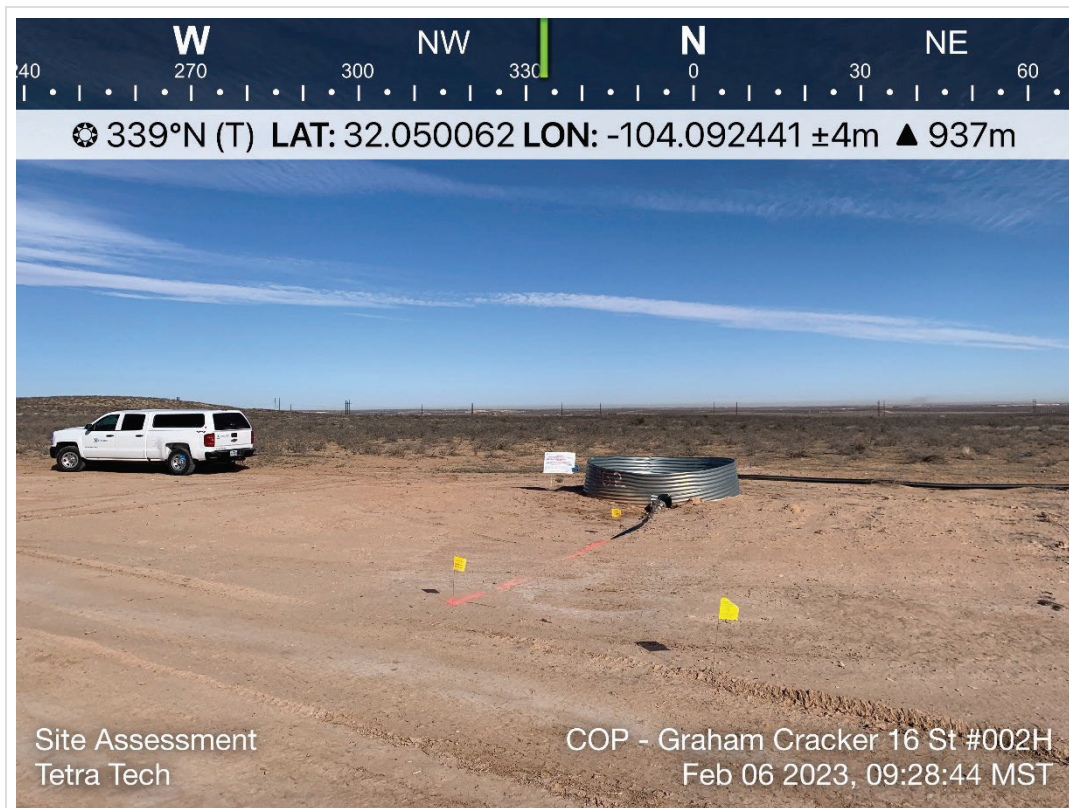 W NW N NE
240 270 300 330 0 30 60
339°N (T) LAT: 32.050062 LON: -104.092441 ±4m ▲ 937m
Site Assessment
Tetra Tech
COP - Graham Cracker 16 St #002H
Feb 06 2023, 09:28:44 MST